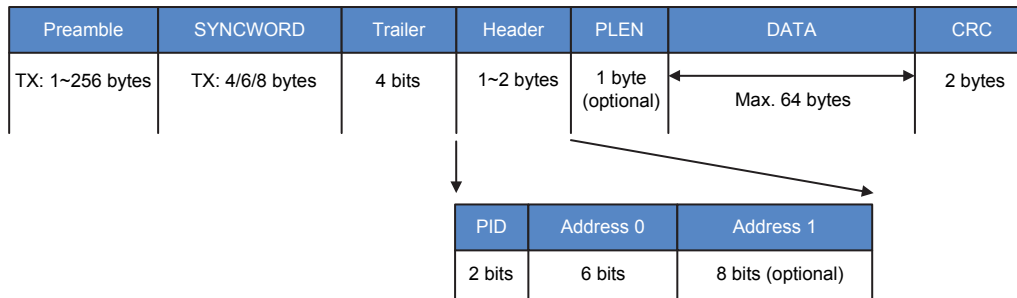 Preamble SYNCWORD Trailer Header PLEN DATA CRC
TX: 1~256 bytes TX: 4/6/8 bytes 4 bits 1~2 bytes 1 byte (optional) Max. 64 bytes 2 bytes
PID Address 0 Address 1
2 bits 6 bits 8 bits (optional)